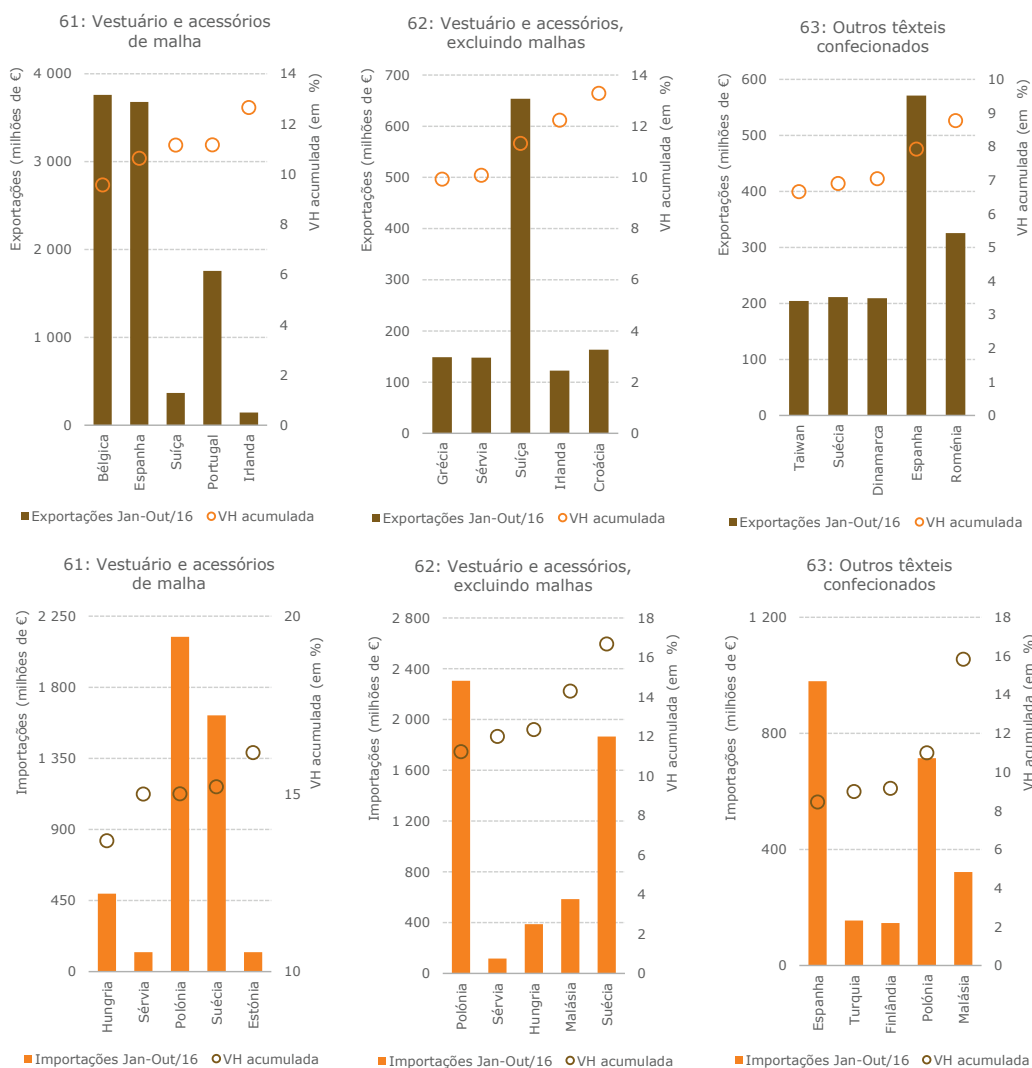 61: Vestuário e acessórios
de malha
Exportações (milhões de €)
4 000
3 000
2 000
1 000
0
14
12
10
8
6
4
2
0
VH acumulada (em %)
Bélgica
Espanha
Suíça
Portugal
Irlanda
Exportações Jan-Out/16 VH acumulada
62: Vestuário e acessórios,
excluindo malhas
Exportações (milhões de €)
700
600
500
400
300
200
100
0
14
12
10
8
6
4
2
0
VH acumulada (em %)
Grécia
Sérvia
Suíça
Irlanda
Croácia
Exportações Jan-Out/16 VH acumulada
63: Outros têxteis
confecionados
Exportações (milhões de €)
600
500
400
300
200
100
0
10
9
8
7
6
5
4
3
2
1
0
VH acumulada (em %)
Taiwan
Suécia
Dinamarca
Espanha
Roménia
Exportações Jan-Out/16 VH acumulada
61: Vestuário e acessórios
de malha
Importações (milhões de €)
2 250
1 800
1 350
900
450
0
20
15
10
VH acumulada (em %)
Hungria
Sérvia
Polónia
Suécia
Estónia
Importações Jan-Out/16 VH acumulada
62: Vestuário e acessórios,
excluindo malhas
Importações (milhões de €)
2 800
2 400
2 000
1 600
1 200
800
400
0
18
16
14
12
10
8
6
4
2
0
VH acumulada (em %)
Polónia
Sérvia
Hungria
Malásia
Suécia
Importações Jan-Out/16 VH acumulada
63: Outros têxteis
confecionados
Importações (milhões de €)
1 200
800
400
0
18
16
14
12
10
8
6
4
2
0
VH acumulada (em %)
Espanha
Turquia
Finlândia
Polónia
Malásia
Importações Jan-Out/16 VH acumulada